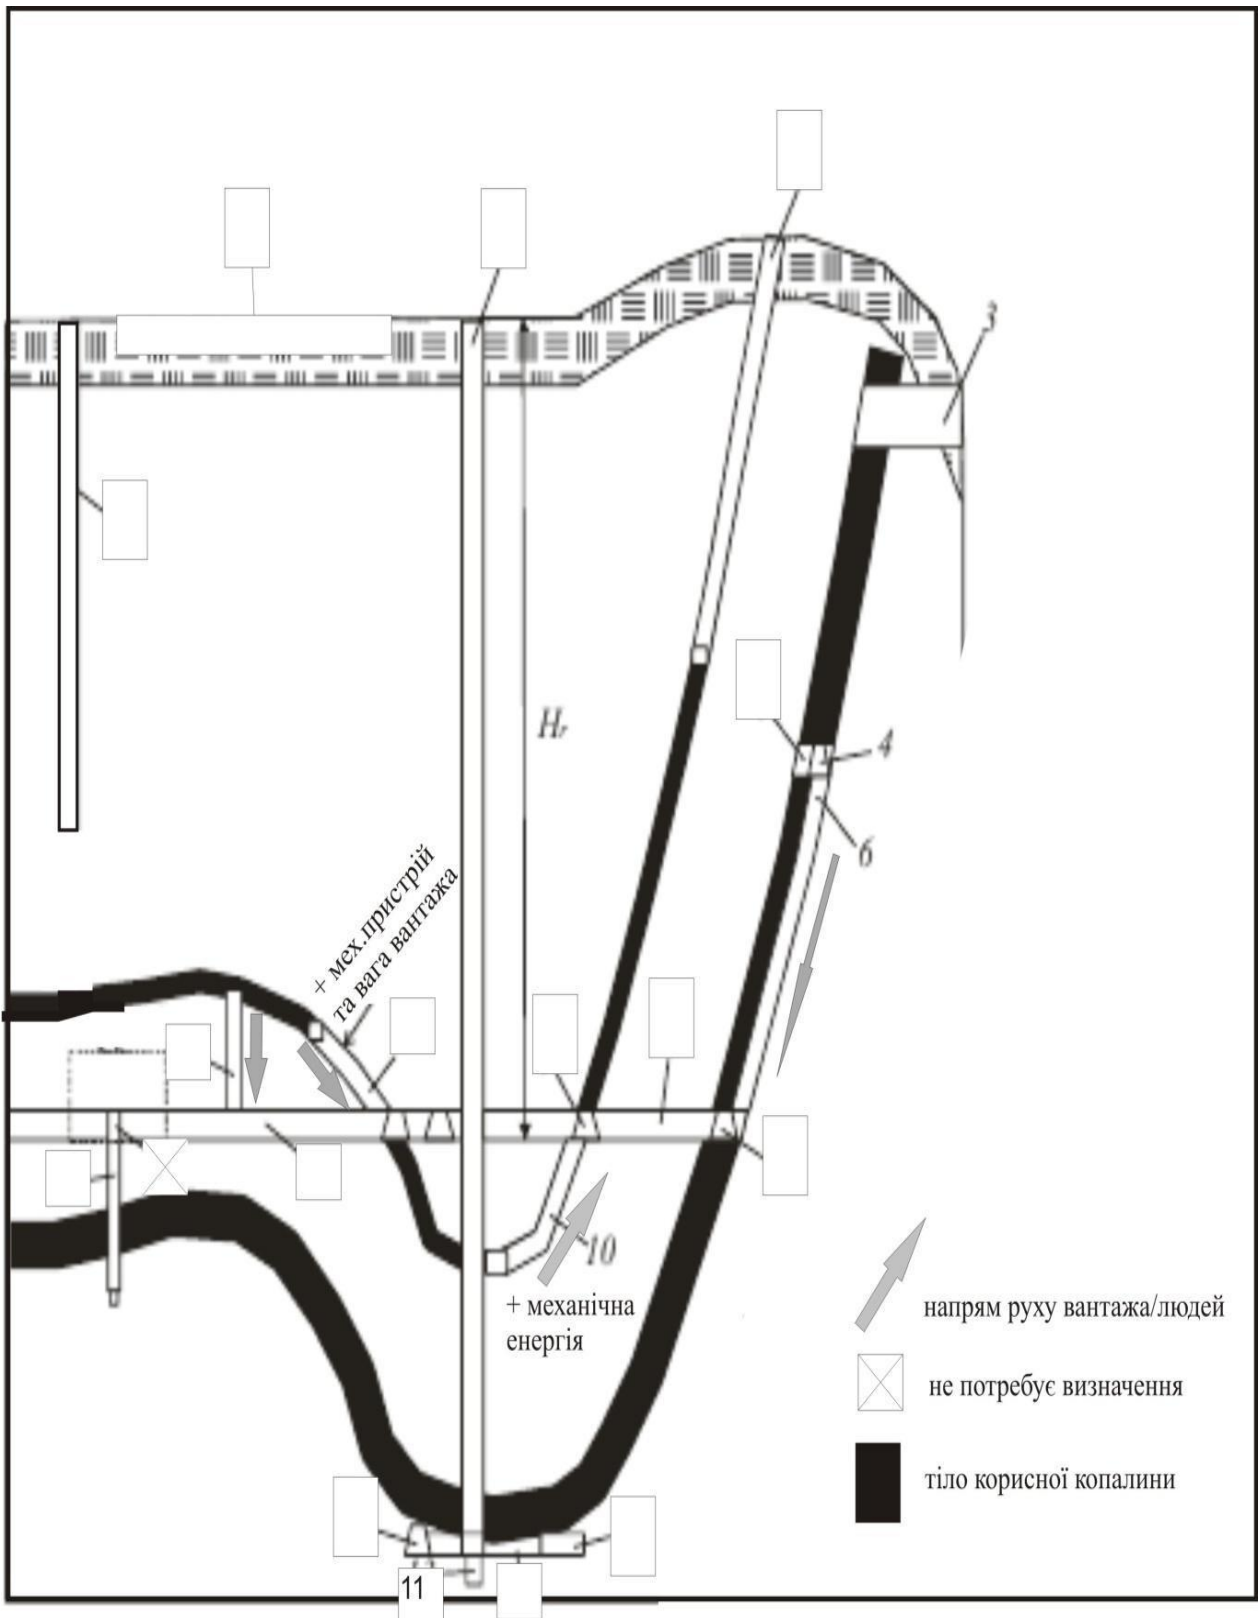 3
Hr
4
6
+ мех.пристрій
та вага вантажа
10
+ механічна
енергія
напрям руху вантажа/людей
не потребує визначення
тіло корисної копалини
11